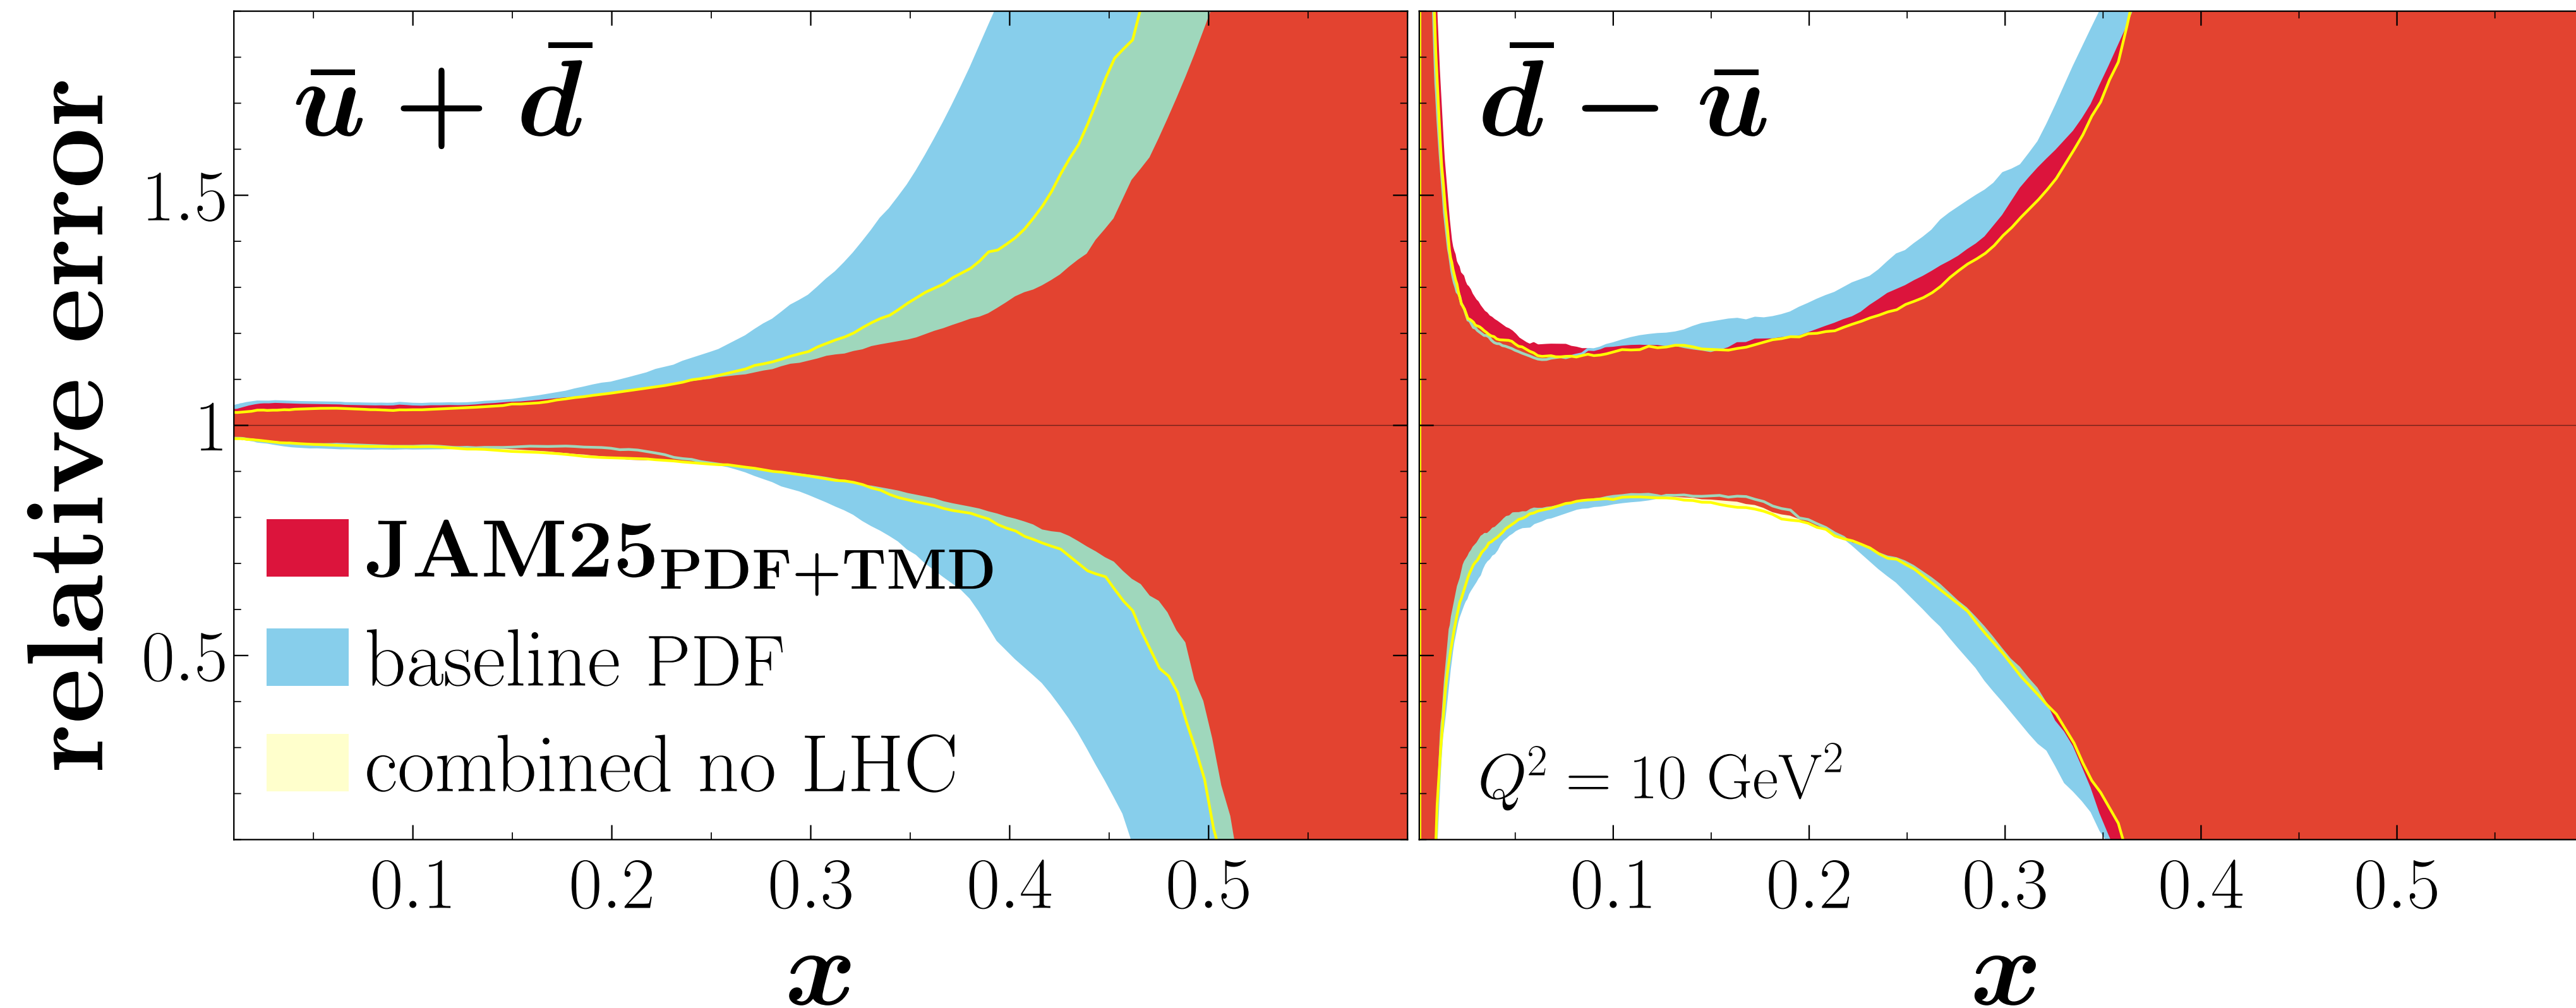 relative error
1.5
1
0.5
ū + d̄
JAM25PDF+TMD
baseline PDF
combined no LHC
0.1 0.2 0.3 0.4 0.5
x
d̄ − ū
Q² = 10 GeV²
0.1 0.2 0.3 0.4 0.5
x